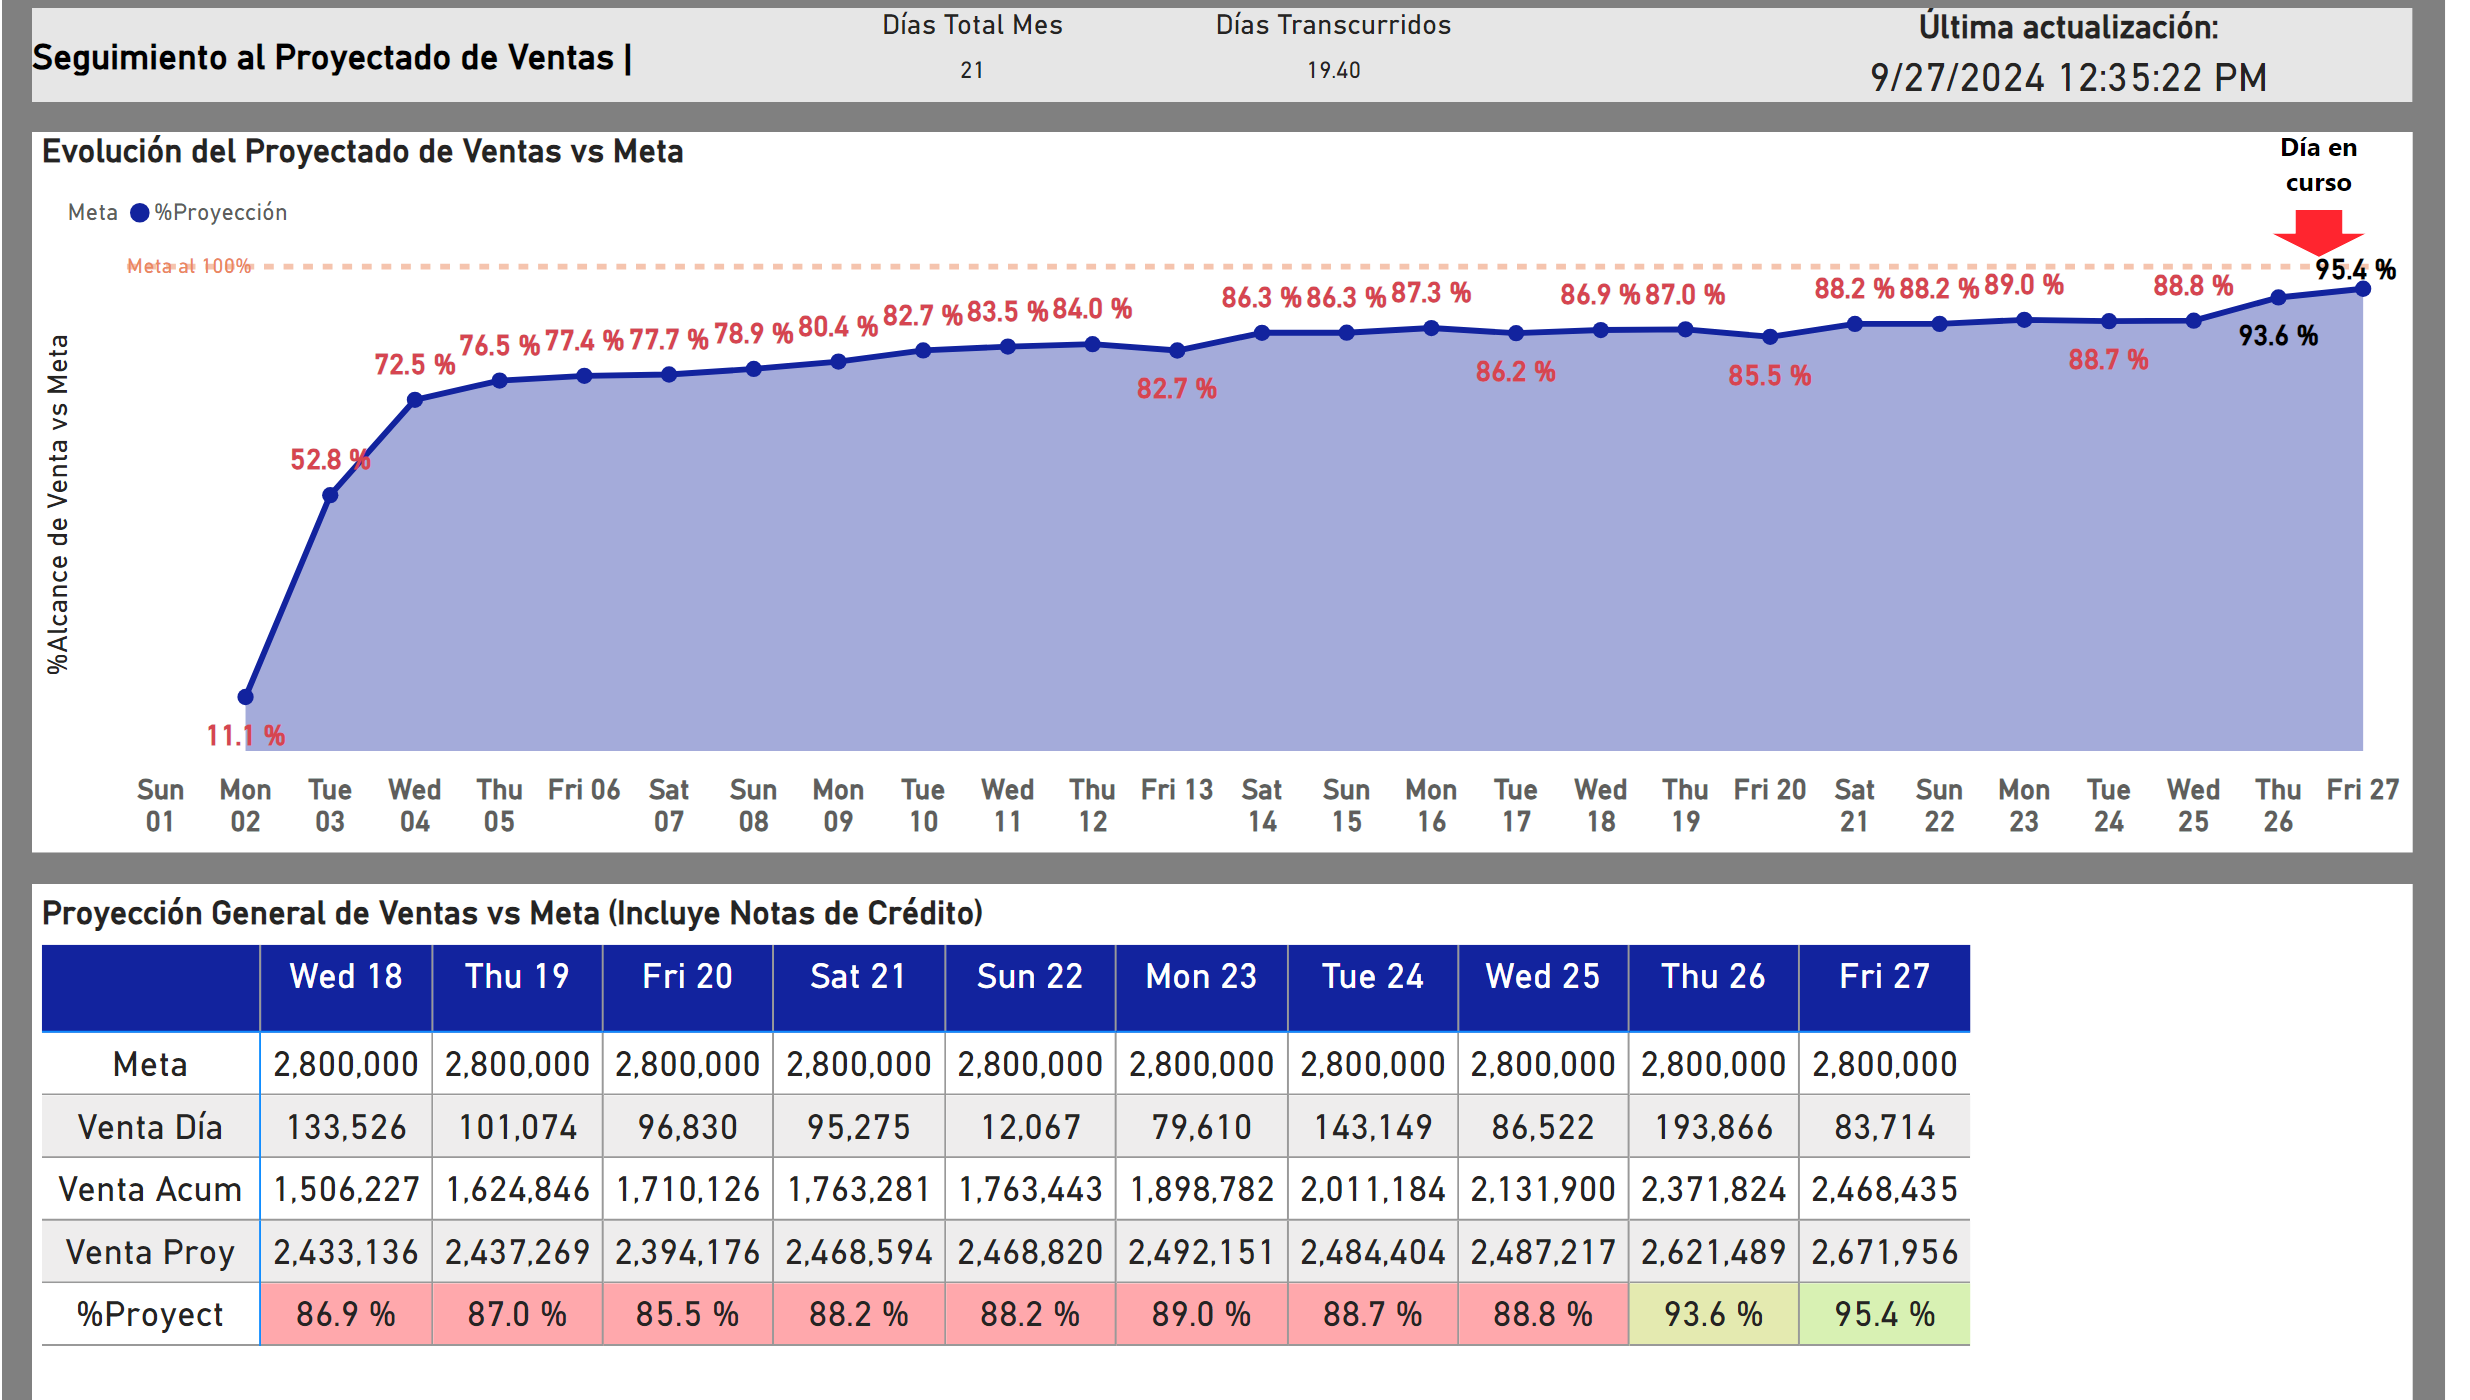 Seguimiento al Proyectado de Ventas |
Días Total Mes
21
Días Transcurridos
19.40
Última actualización:
9/27/2024 12:35:22 PM
Evolución del Proyectado de Ventas vs Meta
Día en
curso
Meta %Proyección
Meta al 100%
%Alcance de Venta vs Meta
11.1 %
52.8 %
72.5 %
76.5 %
77.4 %
77.7 %
78.9 %
80.4 %
82.7 %
83.5 %
84.0 %
82.7 %
86.3 %
86.3 %
87.3 %
86.2 %
86.9 %
87.0 %
85.5 %
88.2 %
88.2 %
89.0 %
88.7 %
88.8 %
93.6 %
95.4 %
Sun 01
Mon 02
Tue 03
Wed 04
Thu 05
Fri 06
Sat 07
Sun 08
Mon 09
Tue 10
Wed 11
Thu 12
Fri 13
Sat 14
Sun 15
Mon 16
Tue 17
Wed 18
Thu 19
Fri 20
Sat 21
Sun 22
Mon 23
Tue 24
Wed 25
Thu 26
Fri 27
Proyección General de Ventas vs Meta (Incluye Notas de Crédito)
Wed 18 Thu 19 Fri 20 Sat 21 Sun 22 Mon 23 Tue 24 Wed 25 Thu 26 Fri 27
Meta 2,800,000 2,800,000 2,800,000 2,800,000 2,800,000 2,800,000 2,800,000 2,800,000 2,800,000 2,800,000
Venta Día 133,526 101,074 96,830 95,275 12,067 79,610 143,149 86,522 193,866 83,714
Venta Acum 1,506,227 1,624,846 1,710,126 1,763,281 1,763,443 1,898,782 2,011,184 2,131,900 2,371,824 2,468,435
Venta Proy 2,433,136 2,437,269 2,394,176 2,468,594 2,468,820 2,492,151 2,484,404 2,487,217 2,621,489 2,671,956
%Proyect 86.9 % 87.0 % 85.5 % 88.2 % 88.2 % 89.0 % 88.7 % 88.8 % 93.6 % 95.4 %